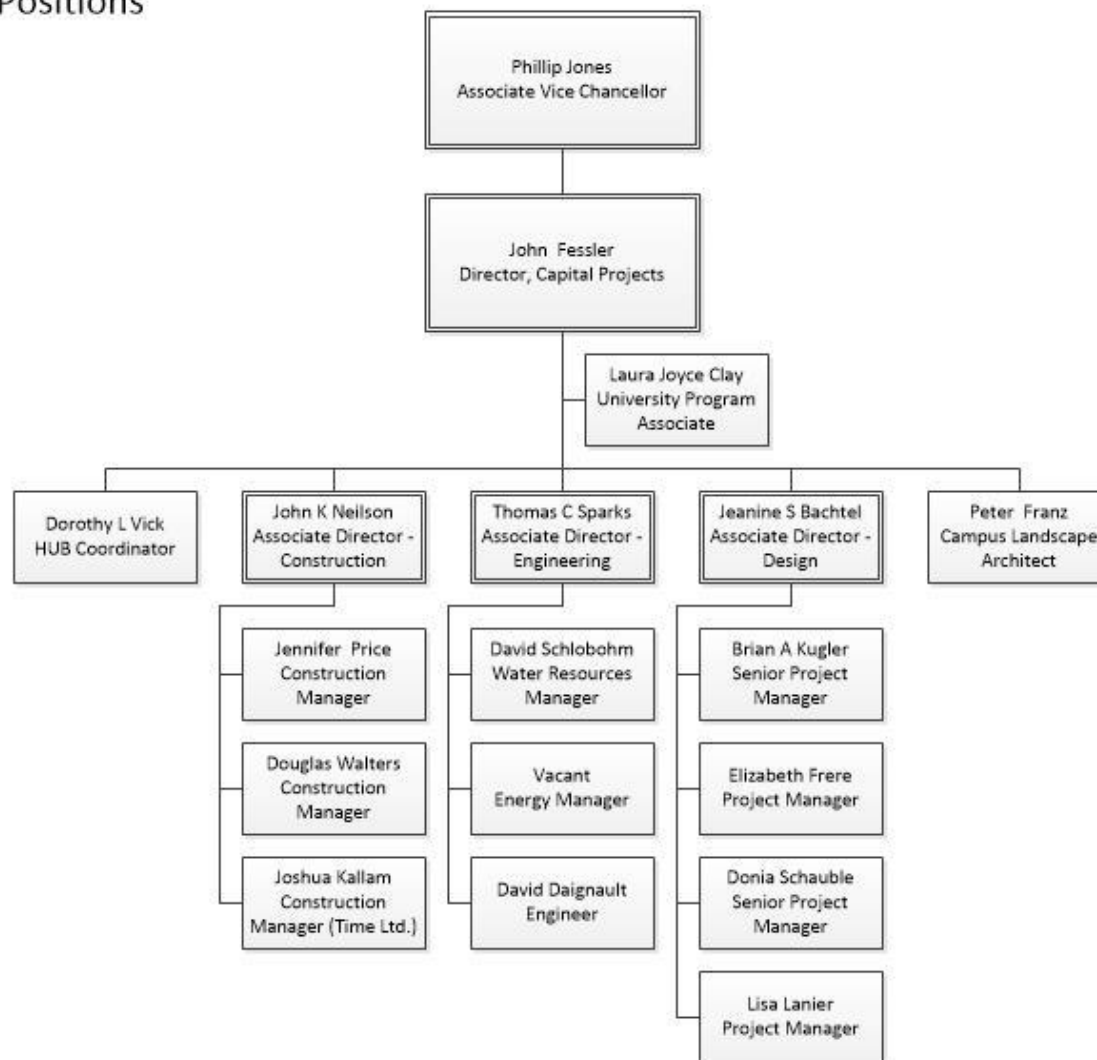 Positions
Phillip Jones
Associate Vice Chancellor
John Fessler
Director, Capital Projects
Laura Joyce Clay
University Program
Associate
Dorothy L Vick
HUB Coordinator
John K Neilson
Associate Director -
Construction
Thomas C Sparks
Associate Director -
Engineering
Jeanine S Bachtel
Associate Director -
Design
Peter Franz
Campus Landscape
Architect
Jennifer Price
Construction
Manager
Douglas Walters
Construction
Manager
Joshua Kallam
Construction
Manager (Time Ltd.)
David Schlobohm
Water Resources
Manager
Vacant
Energy Manager
David Daignault
Engineer
Brian A Kugler
Senior Project
Manager
Elizabeth Frere
Project Manager
Donia Schauble
Senior Project
Manager
Lisa Lanier
Project Manager